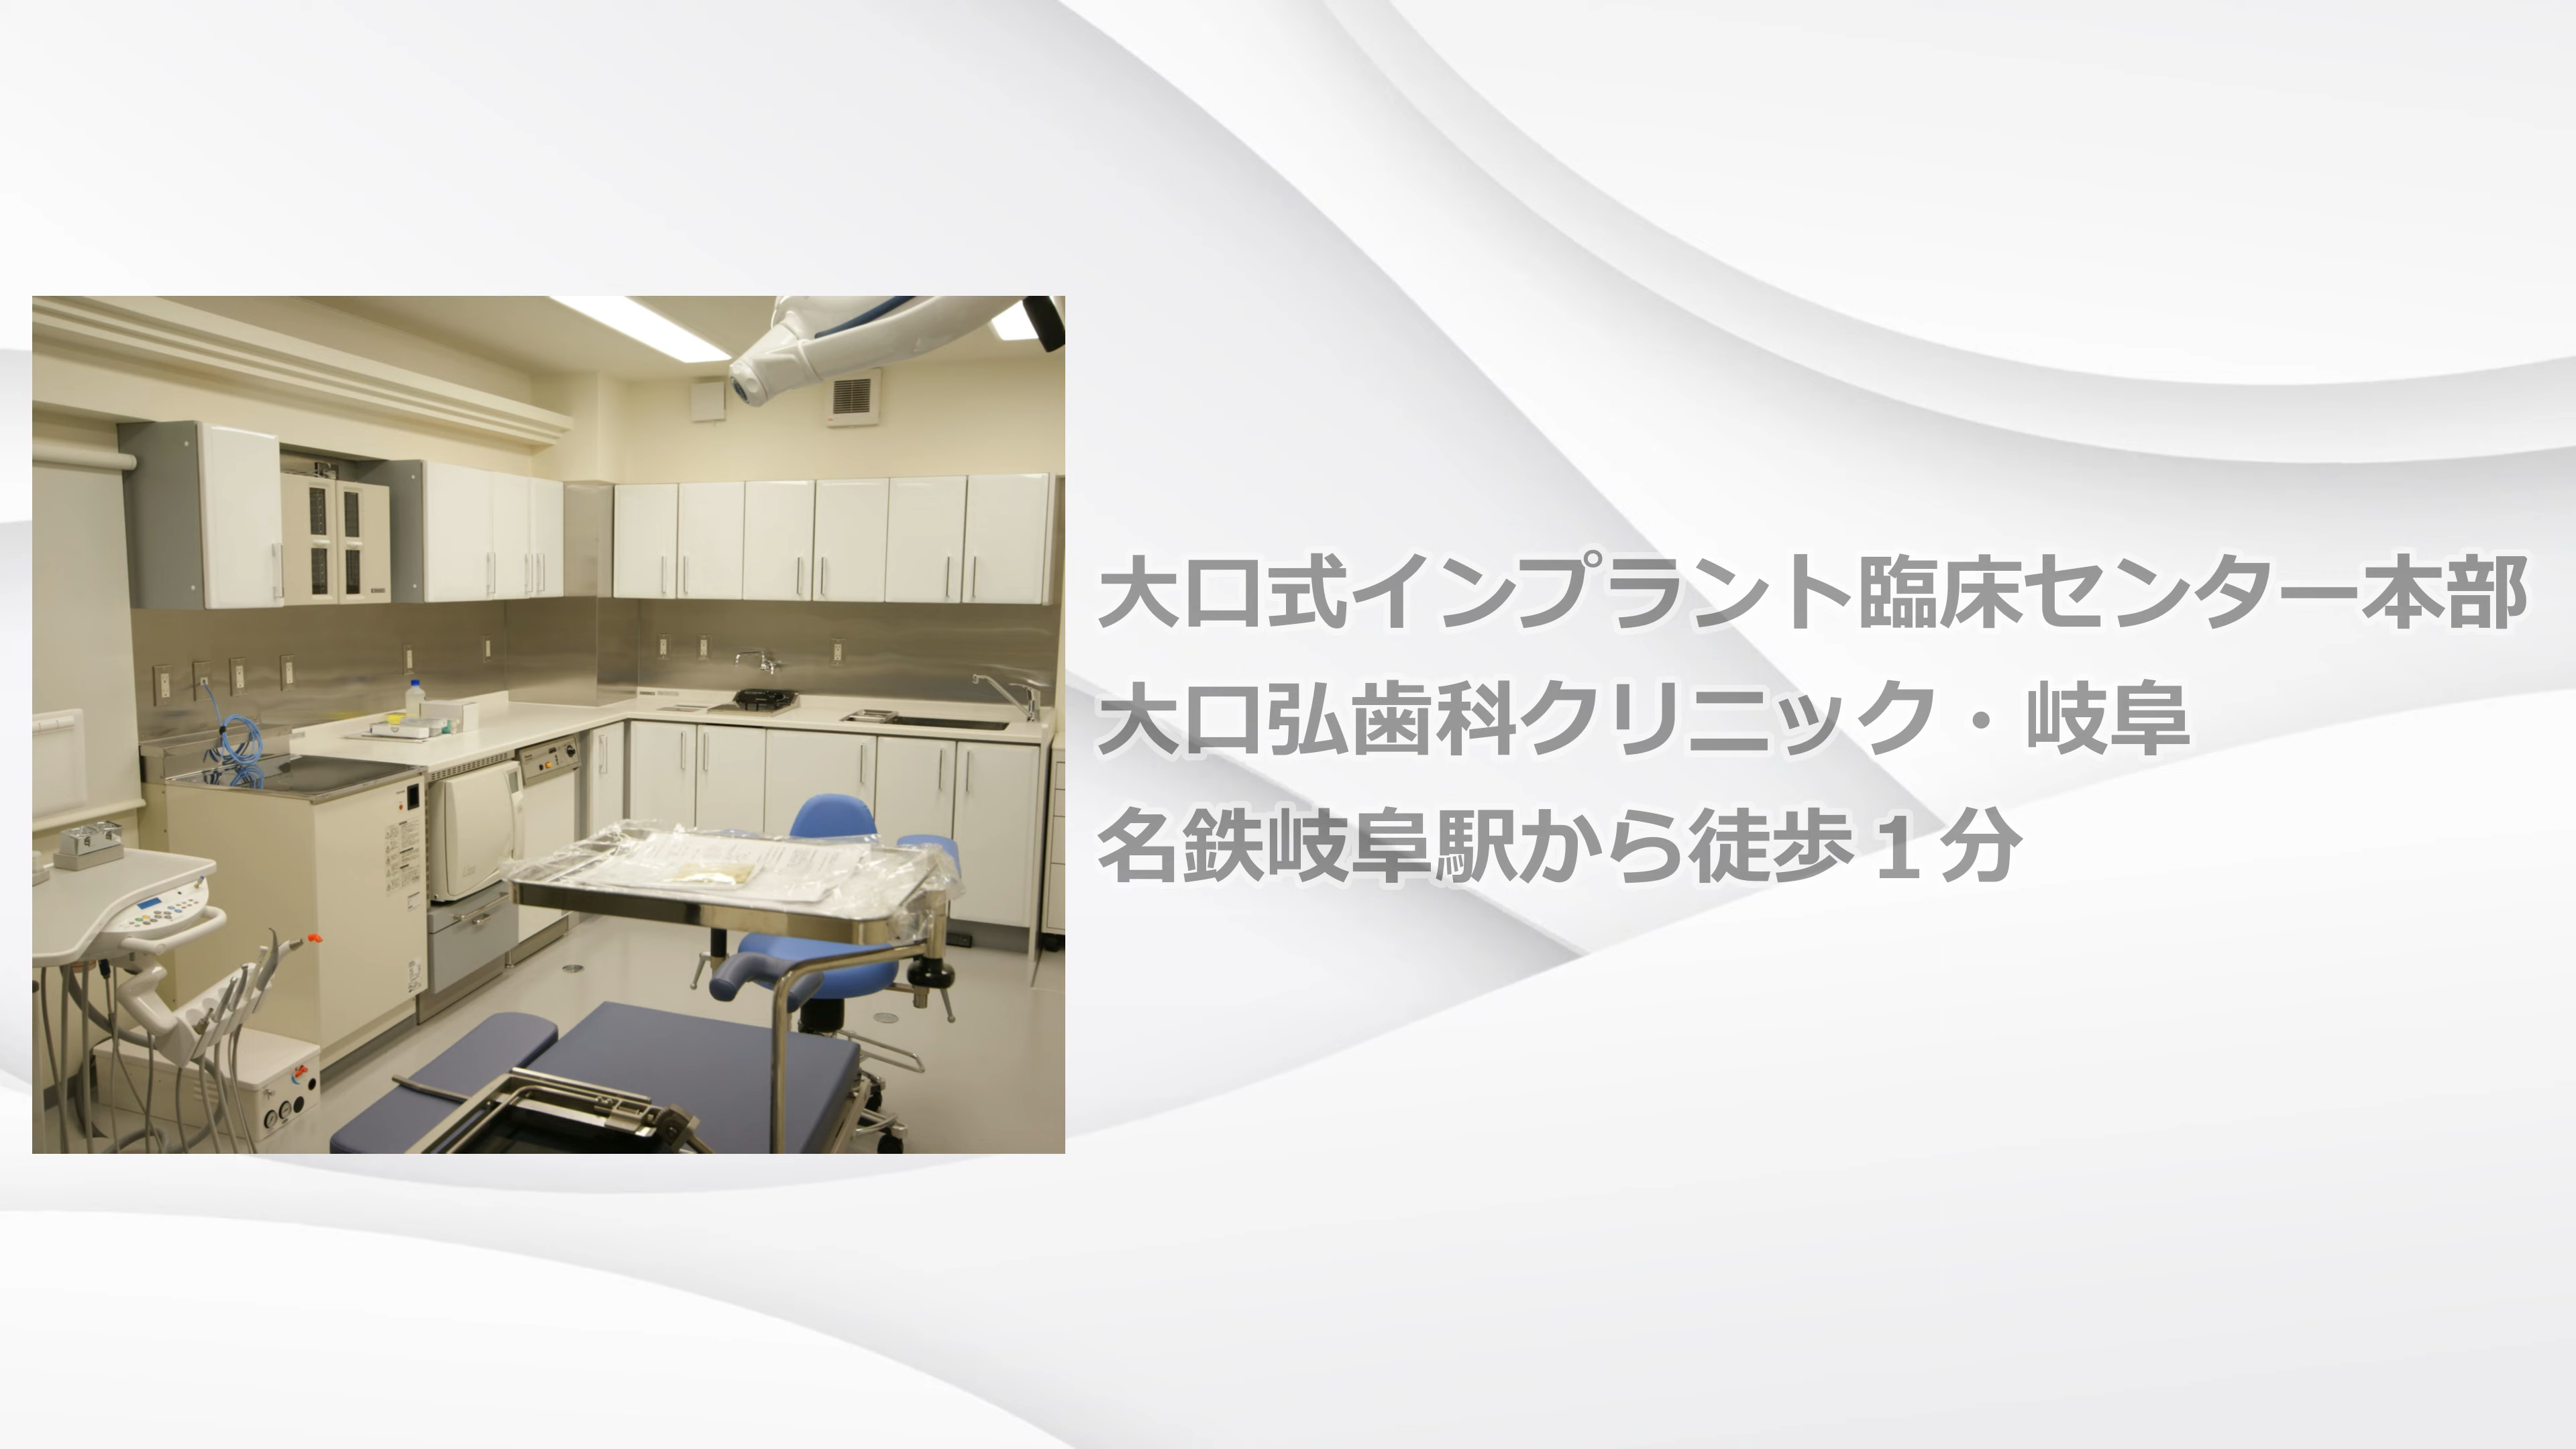 大口式インプラント臨床センター本部
大口弘歯科クリニック・岐阜
名鉄岐阜駅から徒歩１分